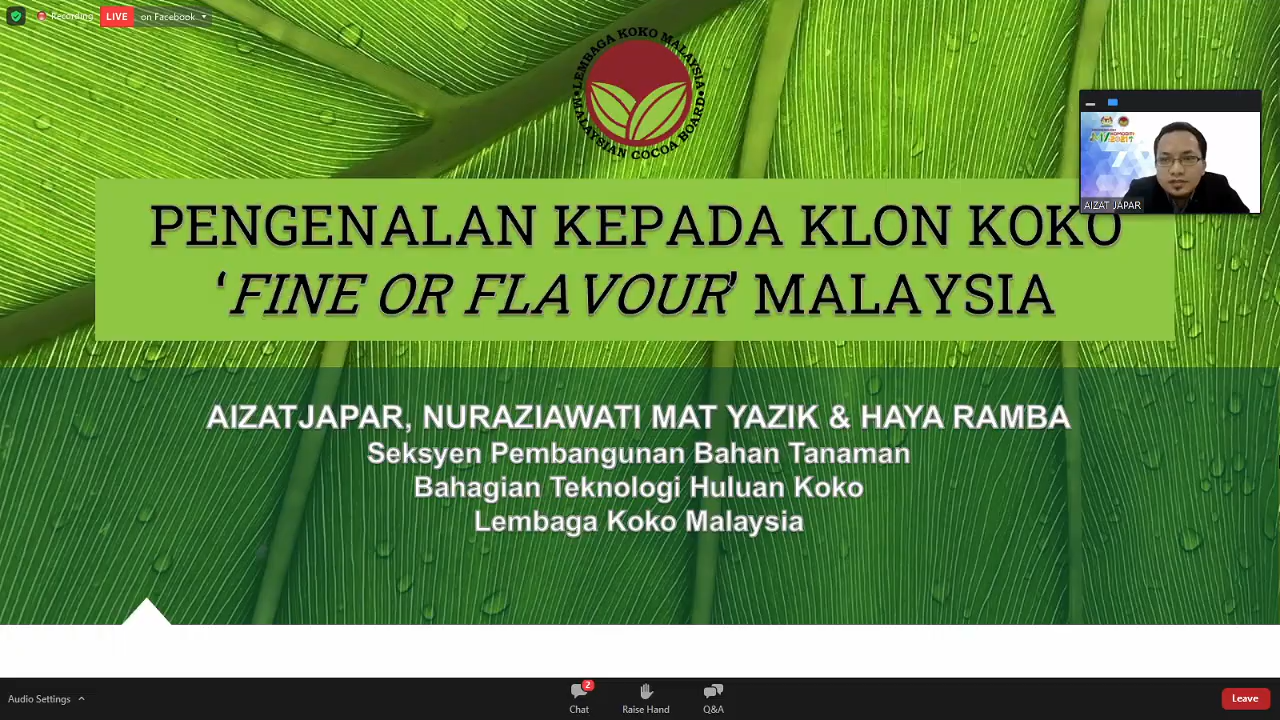 Recording
LIVE
on Facebook
LEMBAGA KOKO MALAYSIA
MALAYSIAN COCOA BOARD
AIZAT JAPAR
PENGENALAN KEPADA KLON KOKO
‘FINE OR FLAVOUR’ MALAYSIA
AIZATJAPAR, NURAZIAWATI MAT YAZIK & HAYA RAMBA
Seksyen Pembangunan Bahan Tanaman
Bahagian Teknologi Huluan Koko
Lembaga Koko Malaysia
Audio Settings
2
Chat
Raise Hand
Q&A
Leave